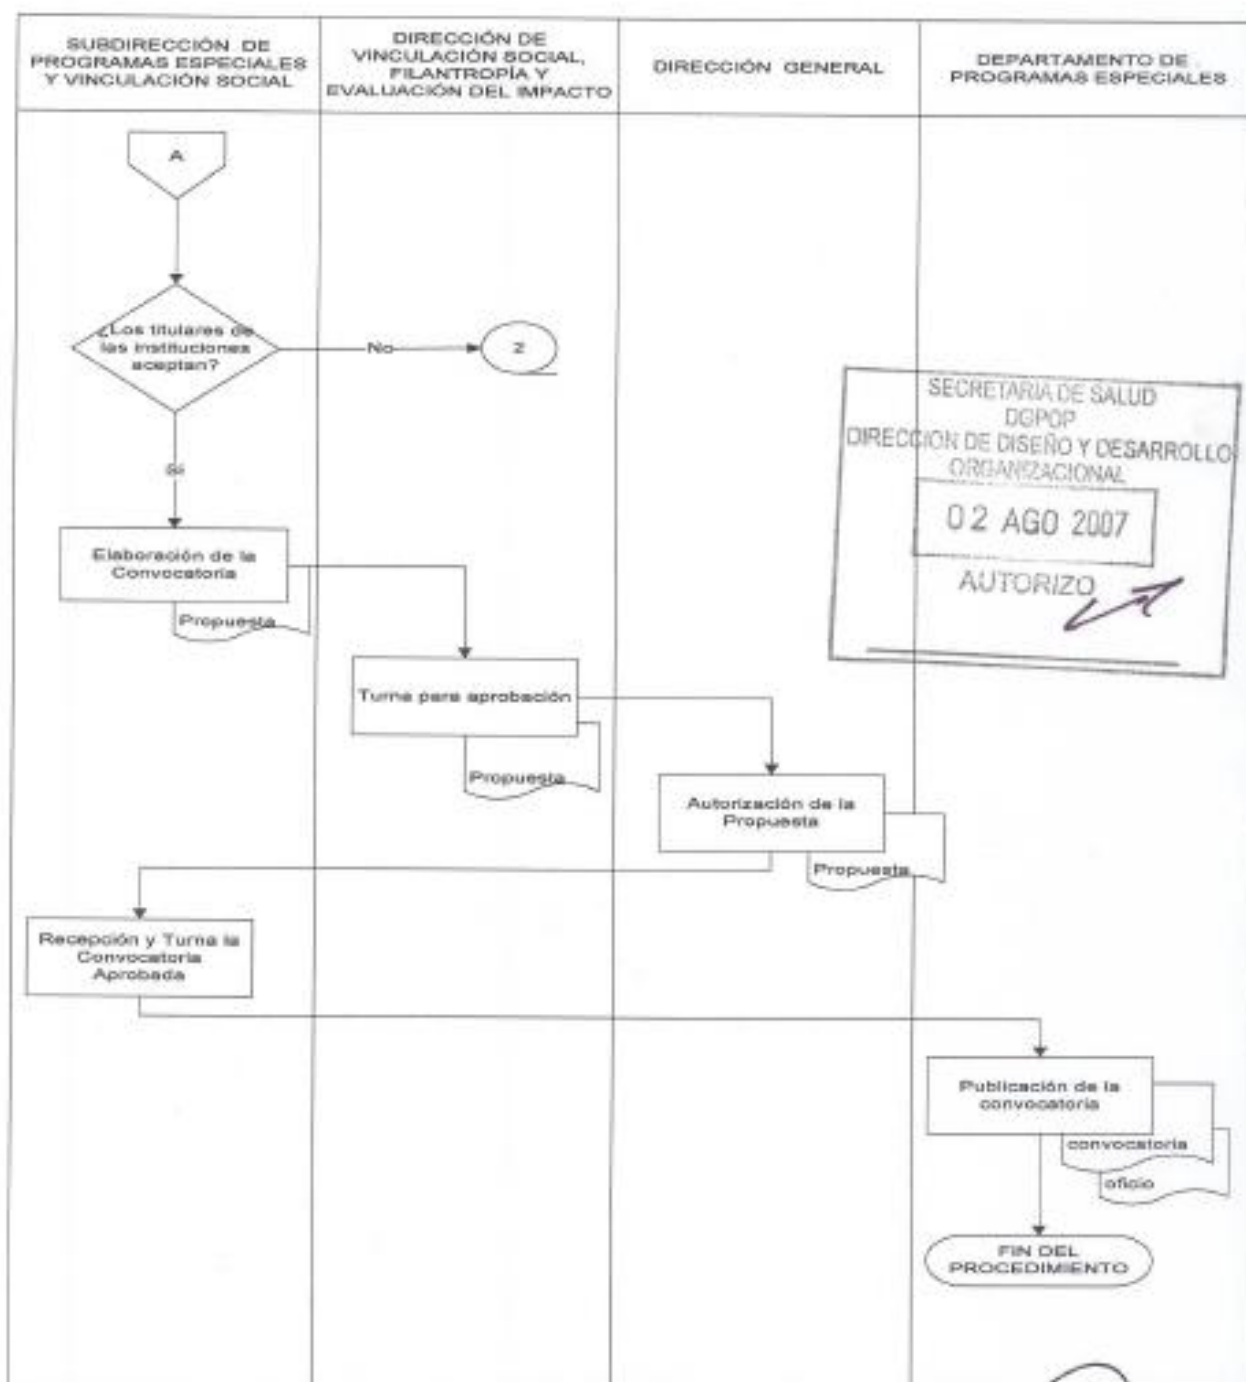 SUBDIRECCIÓN DE
PROGRAMAS ESPECIALES
Y VINCULACIÓN SOCIAL
DIRECCIÓN DE
VINCULACIÓN SOCIAL,
FILANTROPÍA Y
EVALUACIÓN DEL IMPACTO
DIRECCIÓN GENERAL
DEPARTAMENTO DE
PROGRAMAS ESPECIALES
A
¿Los titulares de
las instituciones
aceptan?
No
2
Si
SECRETARIA DE SALUD
DGPOP
DIRECCION DE DISEÑO Y DESARROLLO
ORGANIZACIONAL
02 AGO 2007
AUTORIZO
Elaboración de la
Convocatoria
Propuesta
Turna para aprobación
Propuesta
Autorización de la
Propuesta
Propuesta
Recepción y Turna la
Convocatoria
Aprobada
Publicación de la
convocatoria
convocatoria
oficio
FIN DEL
PROCEDIMIENTO